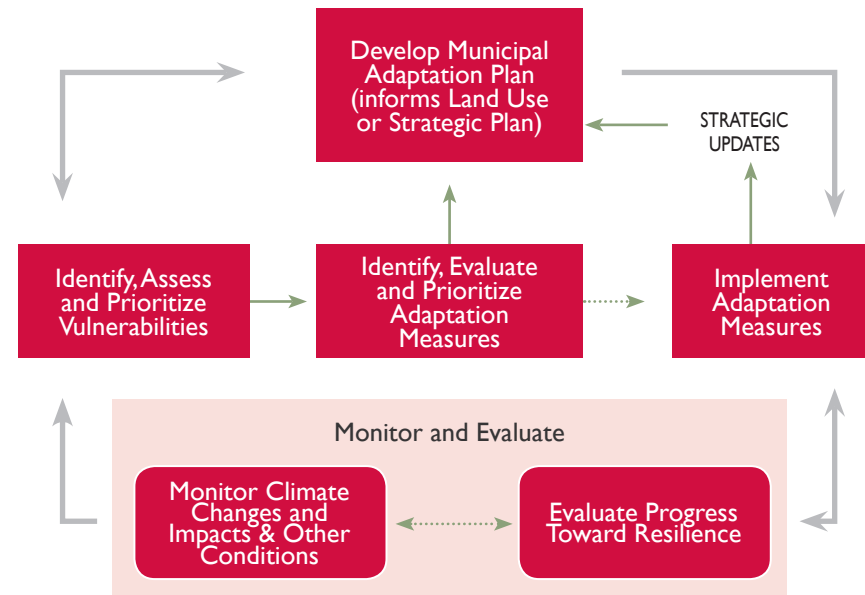 Develop Municipal
Adaptation Plan
(informs Land Use
or Strategic Plan)
STRATEGIC
UPDATES
Identify, Assess
and Prioritize
Vulnerabilities
Identify, Evaluate
and Prioritize
Adaptation
Measures
Implement
Adaptation
Measures
Monitor and Evaluate
Monitor Climate
Changes and
Impacts & Other
Conditions
Evaluate Progress
Toward Resilience